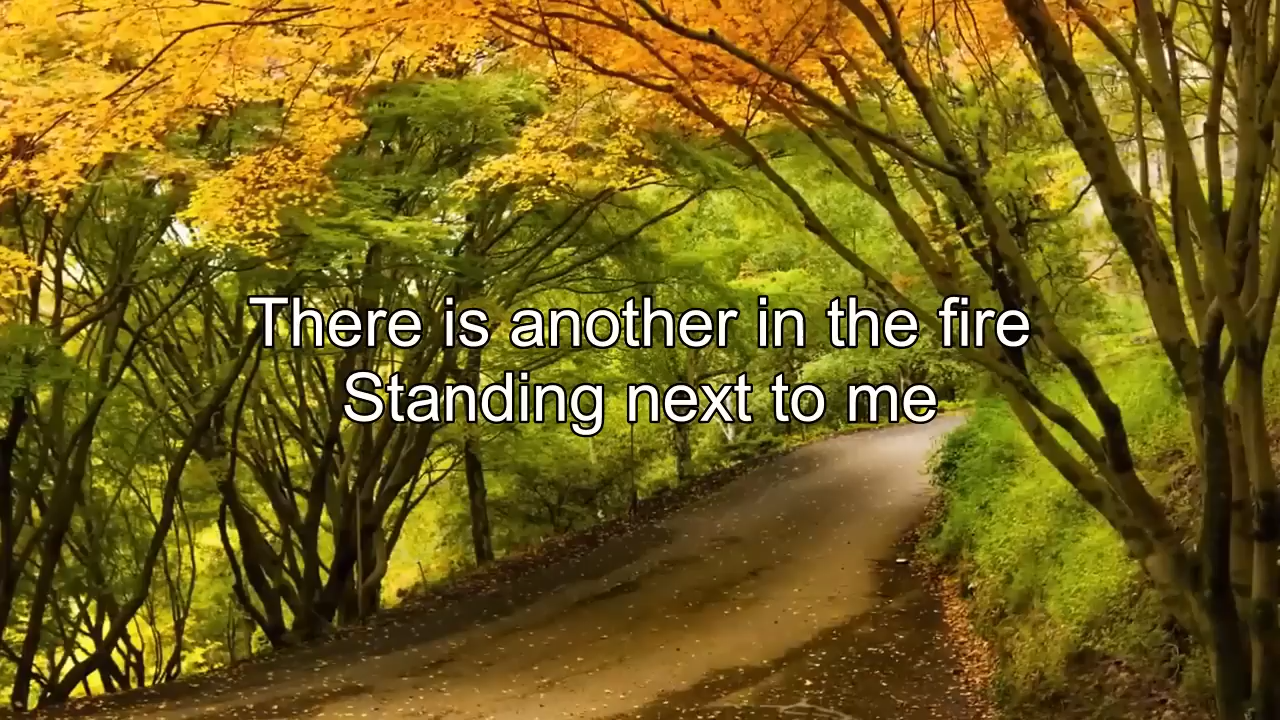 There is another in the fire
Standing next to me